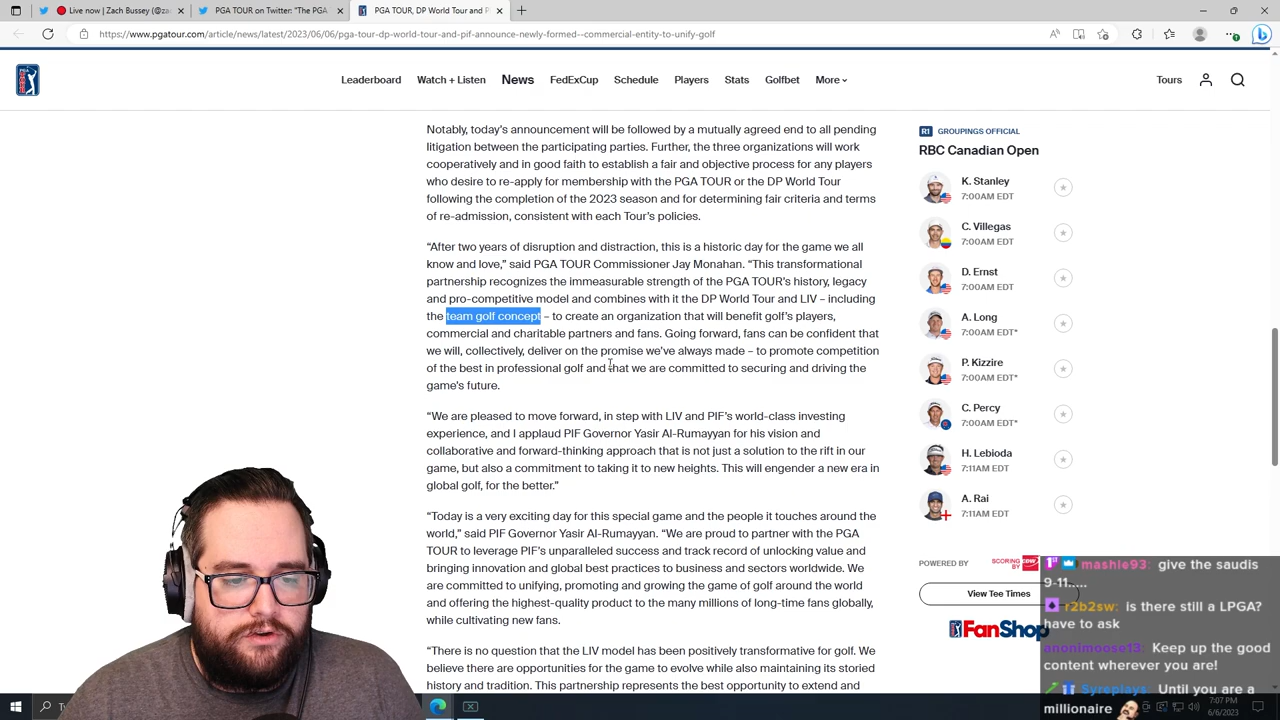 Live now | Zach Bussey (@za
PGA TOUR on Twitter: "The PGA
PGA TOUR, DP World Tour and P
https://www.pgatour.com/article/news/latest/2023/06/06/pga-tour-dp-world-tour-and-pif-announce-newly-formed--commercial-entity-to-unify-golf
Leaderboard Watch + Listen News FedExCup Schedule Players Stats Golfbet More Tours
Notably, today's announcement will be followed by a mutually agreed end to all pending
litigation between the participating parties. Further, the three organizations will work
cooperatively and in good faith to establish a fair and objective process for any players
who desire to re-apply for membership with the PGA TOUR or the DP World Tour
following the completion of the 2023 season and for determining fair criteria and terms
of re-admission, consistent with each Tour's policies.
“After two years of disruption and distraction, this is a historic day for the game we all
know and love,” said PGA TOUR Commissioner Jay Monahan. “This transformational
partnership recognizes the immeasurable strength of the PGA TOUR's history, legacy
and pro-competitive model and combines with it the DP World Tour and LIV – including
the team golf concept – to create an organization that will benefit golf's players,
commercial and charitable partners and fans. Going forward, fans can be confident that
we will, collectively, deliver on the promise we've always made – to promote competition
of the best in professional golf and that we are committed to securing and driving the
game's future.
“We are pleased to move forward, in step with LIV and PIF's world-class investing
experience, and I applaud PIF Governor Yasir Al-Rumayyan for his vision and
collaborative and forward-thinking approach that is not just a solution to the rift in our
game, but also a commitment to taking it to new heights. This will engender a new era in
global golf, for the better.”
“Today is a very exciting day for this special game and the people it touches around the
world,” said PIF Governor Yasir Al-Rumayyan. “We are proud to partner with the PGA
TOUR to leverage PIF's unparalleled success and track record of unlocking value and
bringing innovation and global best practices to business and sectors worldwide. We
are committed to unifying, promoting and growing the game of golf around the world
and offering the highest-quality product to the many millions of long-time fans globally,
while cultivating new fans.
“There is no question that the LIV model has been positively transformative for golf. We
believe there are opportunities for the game to evolve while also maintaining its storied
history and tradition. This partnership represents the best opportunity to extend and
R1 GROUPINGS OFFICIAL
RBC Canadian Open
K. Stanley
7:00AM EDT
C. Villegas
7:00AM EDT
D. Ernst
7:00AM EDT
A. Long
7:00AM EDT*
P. Kizzire
7:00AM EDT*
C. Percy
7:00AM EDT*
H. Lebioda
7:11AM EDT
A. Rai
7:11AM EDT
POWERED BY
SCORING BY CDW
View Tee Times
FanShop
mashle93: give the saudis
9-11.....
r2b2sw: is there still a LPGA?
have to ask
anonimoose13: Keep up the good
content wherever you are!
Syreplays: Until you are a
millionaire
7:07 PM
6/6/2023